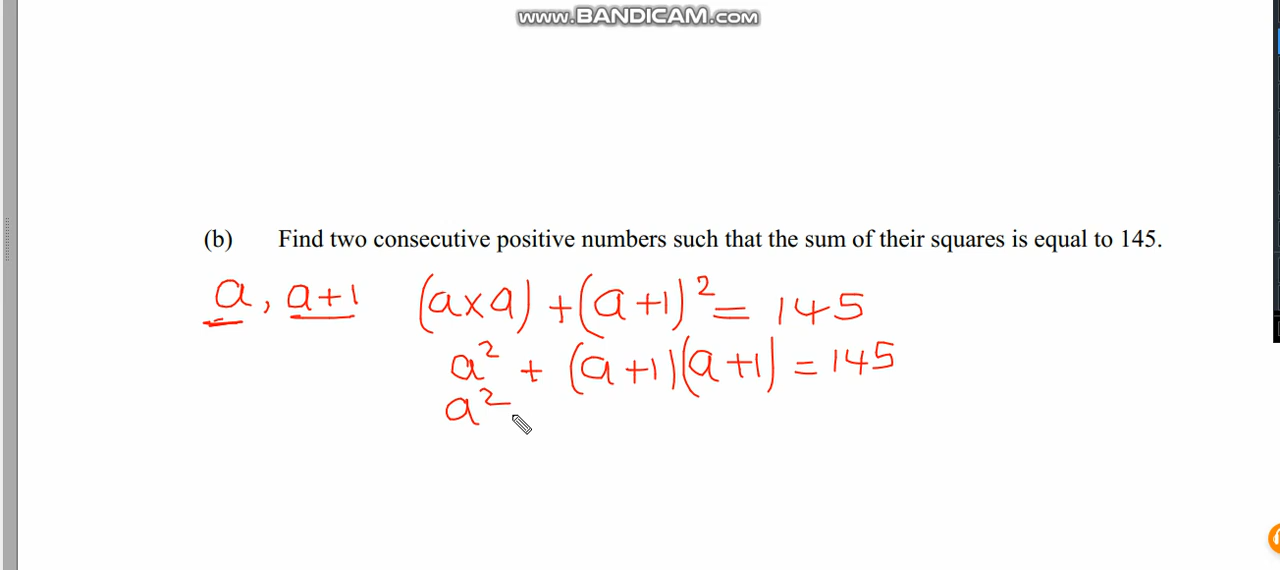 www.BANDICAM.com
(b) Find two consecutive positive numbers such that the sum of their squares is equal to 145.
a, a+1 (a×a) + (a+1)² = 145
a² + (a+1)(a+1) = 145
a²